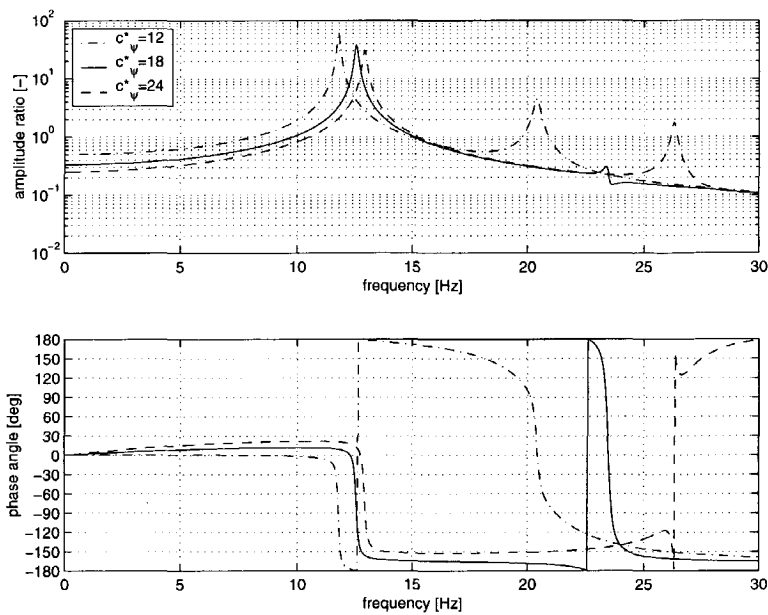 10²
10¹
10⁰
10⁻¹
10⁻²
amplitude ratio [-]
c*ψ=12
c*ψ=18
c*ψ=24
0 5 10 15 20 25 30
frequency [Hz]
180
150
120
90
60
30
0
-30
-60
-90
-120
-150
-180
phase angle [deg]
0 5 10 15 20 25 30
frequency [Hz]